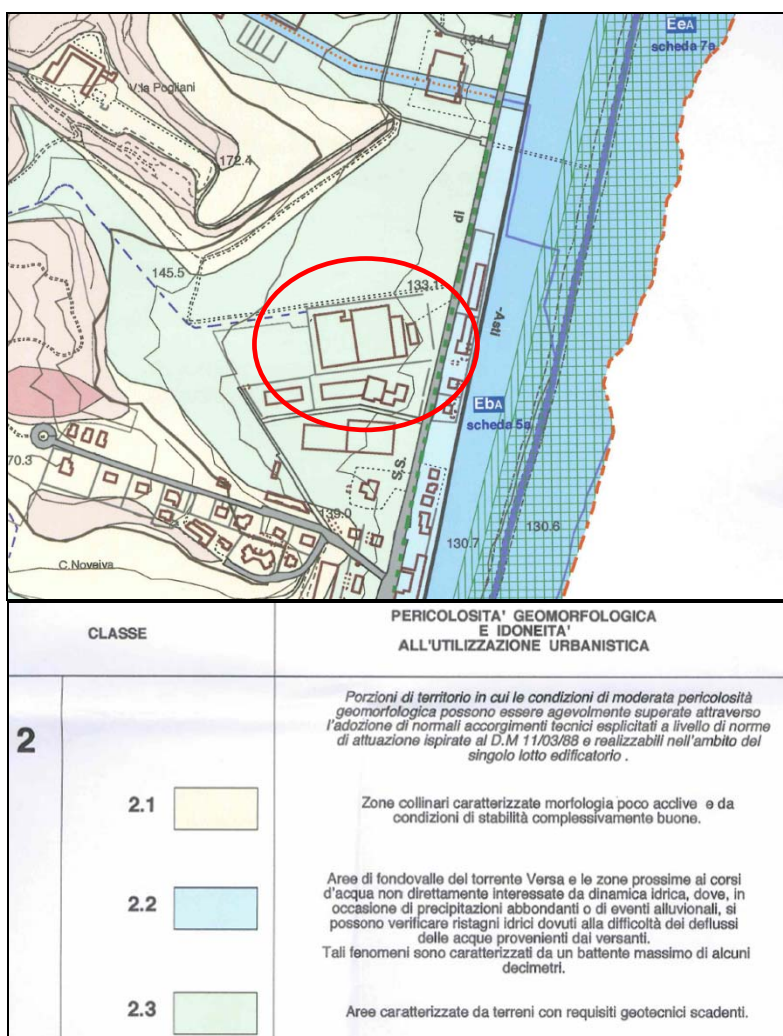 134.4
EeA
scheda 7a
V.la Pogliani
172.4
di
145.5
133.1
-Asti
EbA
scheda 5a
70.3
S.S.
139.0
130.7
130.6
C. Noveiva
CLASSE
PERICOLOSITA' GEOMORFOLOGICA
E IDONEITA'
ALL'UTILIZZAZIONE URBANISTICA
2
Porzioni di territorio in cui le condizioni di moderata pericolosità
geomorfologica possono essere agevolmente superate attraverso
l'adozione di normali accorgimenti tecnici esplicitati a livello di norme
di attuazione ispirate al D.M 11/03/88 e realizzabili nell'ambito del
singolo lotto edificatorio .
2.1
Zone collinari caratterizzate morfologia poco acclive e da
condizioni di stabilità complessivamente buone.
2.2
Aree di fondovalle del torrente Versa e le zone prossime ai corsi
d'acqua non direttamente interessate da dinamica idrica, dove, in
occasione di precipitazioni abbondanti o di eventi alluvionali, si
possono verificare ristagni idrici dovuti alla difficoltà dei deflussi
delle acque provenienti dai versanti.
Tali fenomeni sono caratterizzati da un battente massimo di alcuni
decimetri.
2.3
Aree caratterizzate da terreni con requisiti geotecnici scadenti.